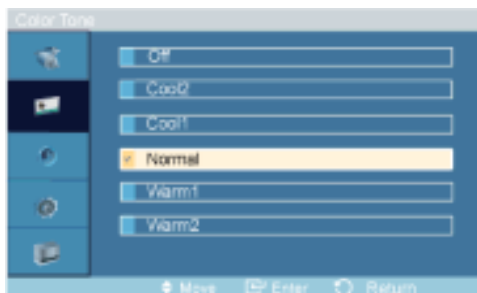 Color Tone
Off
Cool2
Cool1
Normal
Warm1
Warm2
Move Enter Return